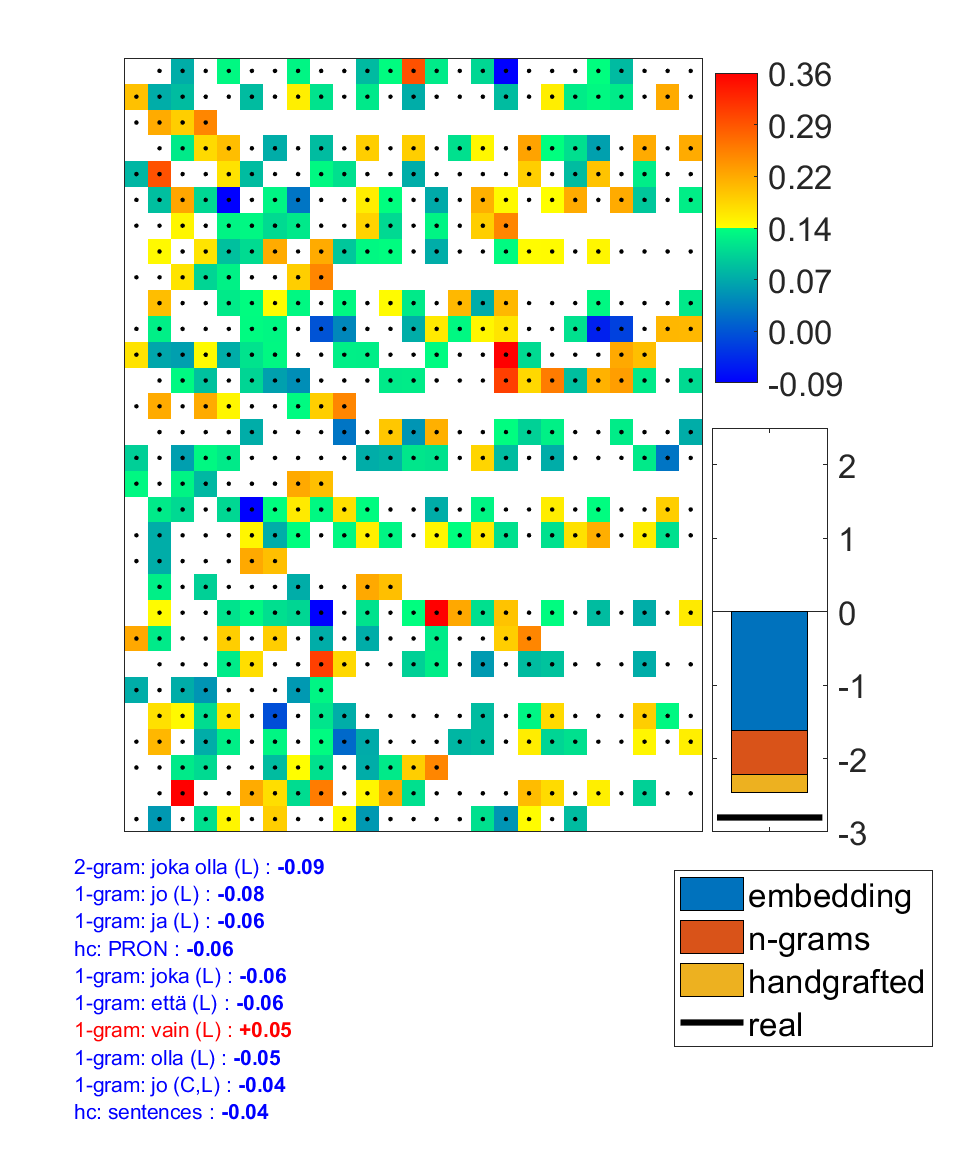 0.36
0.29
0.22
0.14
0.07
0.00
-0.09
2
1
0
-1
-2
-3
2-gram: joka olla (L) : -0.09
1-gram: jo (L) : -0.08
1-gram: ja (L) : -0.06
hc: PRON : -0.06
1-gram: joka (L) : -0.06
1-gram: että (L) : -0.06
1-gram: vain (L) : +0.05
1-gram: olla (L) : -0.05
1-gram: jo (C,L) : -0.04
hc: sentences : -0.04
embedding
n-grams
handgrafted
real